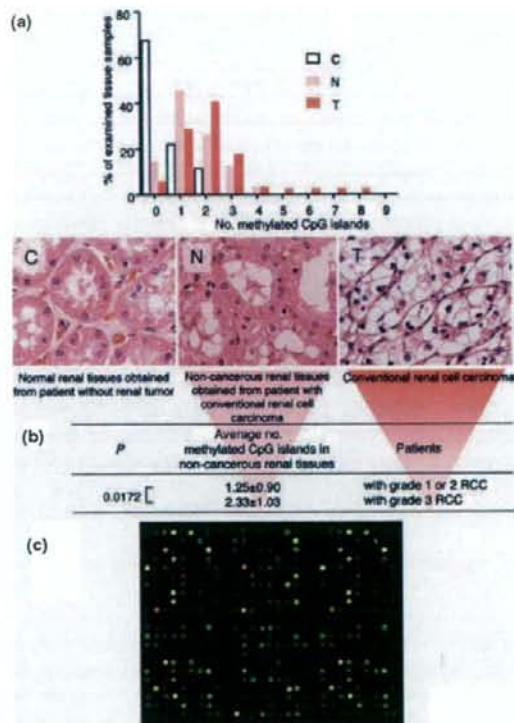 (a)
% of examined tissue samples
80
60
40
20
C
N
T
0 1 2 3 4 5 6 7 8 9
No. methylated CpG islands
C
N
T
Normal renal tissues obtained
from patient without renal tumor
Non-cancerous renal tissues
obtained from patient with
conventional renal cell
carcinoma
Conventional renal cell carcinoma
(b)
P
Average no.
methylated CpG islands in
non-cancerous renal tissues
Patients
0.0172
1.25±0.90 with grade 1 or 2 RCC
2.33±1.03 with grade 3 RCC
(c)